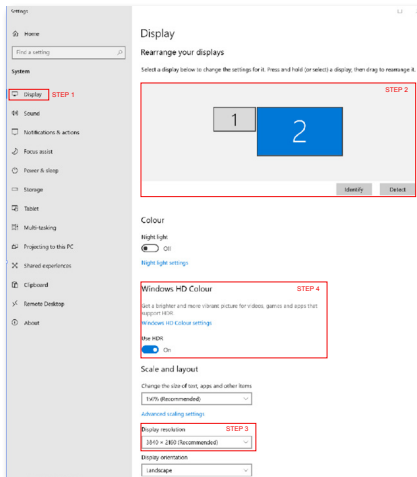 Settings
Home
Find a setting
System
Display
STEP 1
Sound
Notifications & actions
Focus assist
Power & sleep
Storage
Tablet
Multi-tasking
Projecting to this PC
Shared experiences
Clipboard
Remote Desktop
About
Display
Rearrange your displays
Select a display below to change the settings for it. Press and hold (or select) a display, then drag to rearrange it.
STEP 2
1
2
Identify
Detect
Colour
Night light
Off
Night light settings
Windows HD Colour
STEP 4
Get a brighter and more vibrant picture for videos, games and apps that
support HDR.
Windows HD Colour settings
Use HDR
On
Scale and layout
Change the size of text, apps and other items
150% (Recommended)
Advanced scaling settings
Display resolution
STEP 3
3840 × 2160 (Recommended)
Display orientation
Landscape